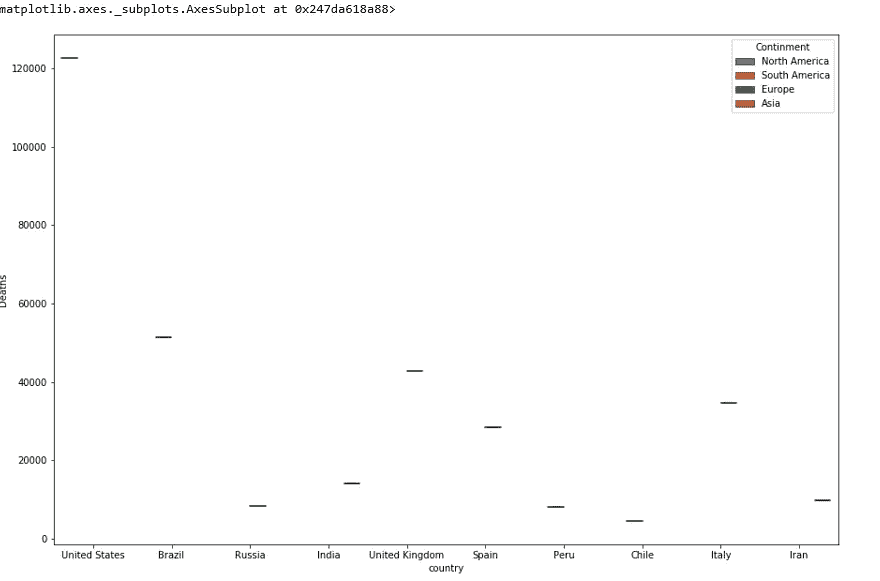 matplotlib.axes._subplots.AxesSubplot at 0x247da618a88>
Continment
North America
South America
Europe
Asia
120000
100000
80000
60000
40000
20000
0
Deaths
United States Brazil Russia India United Kingdom Spain Peru Chile Italy Iran
country